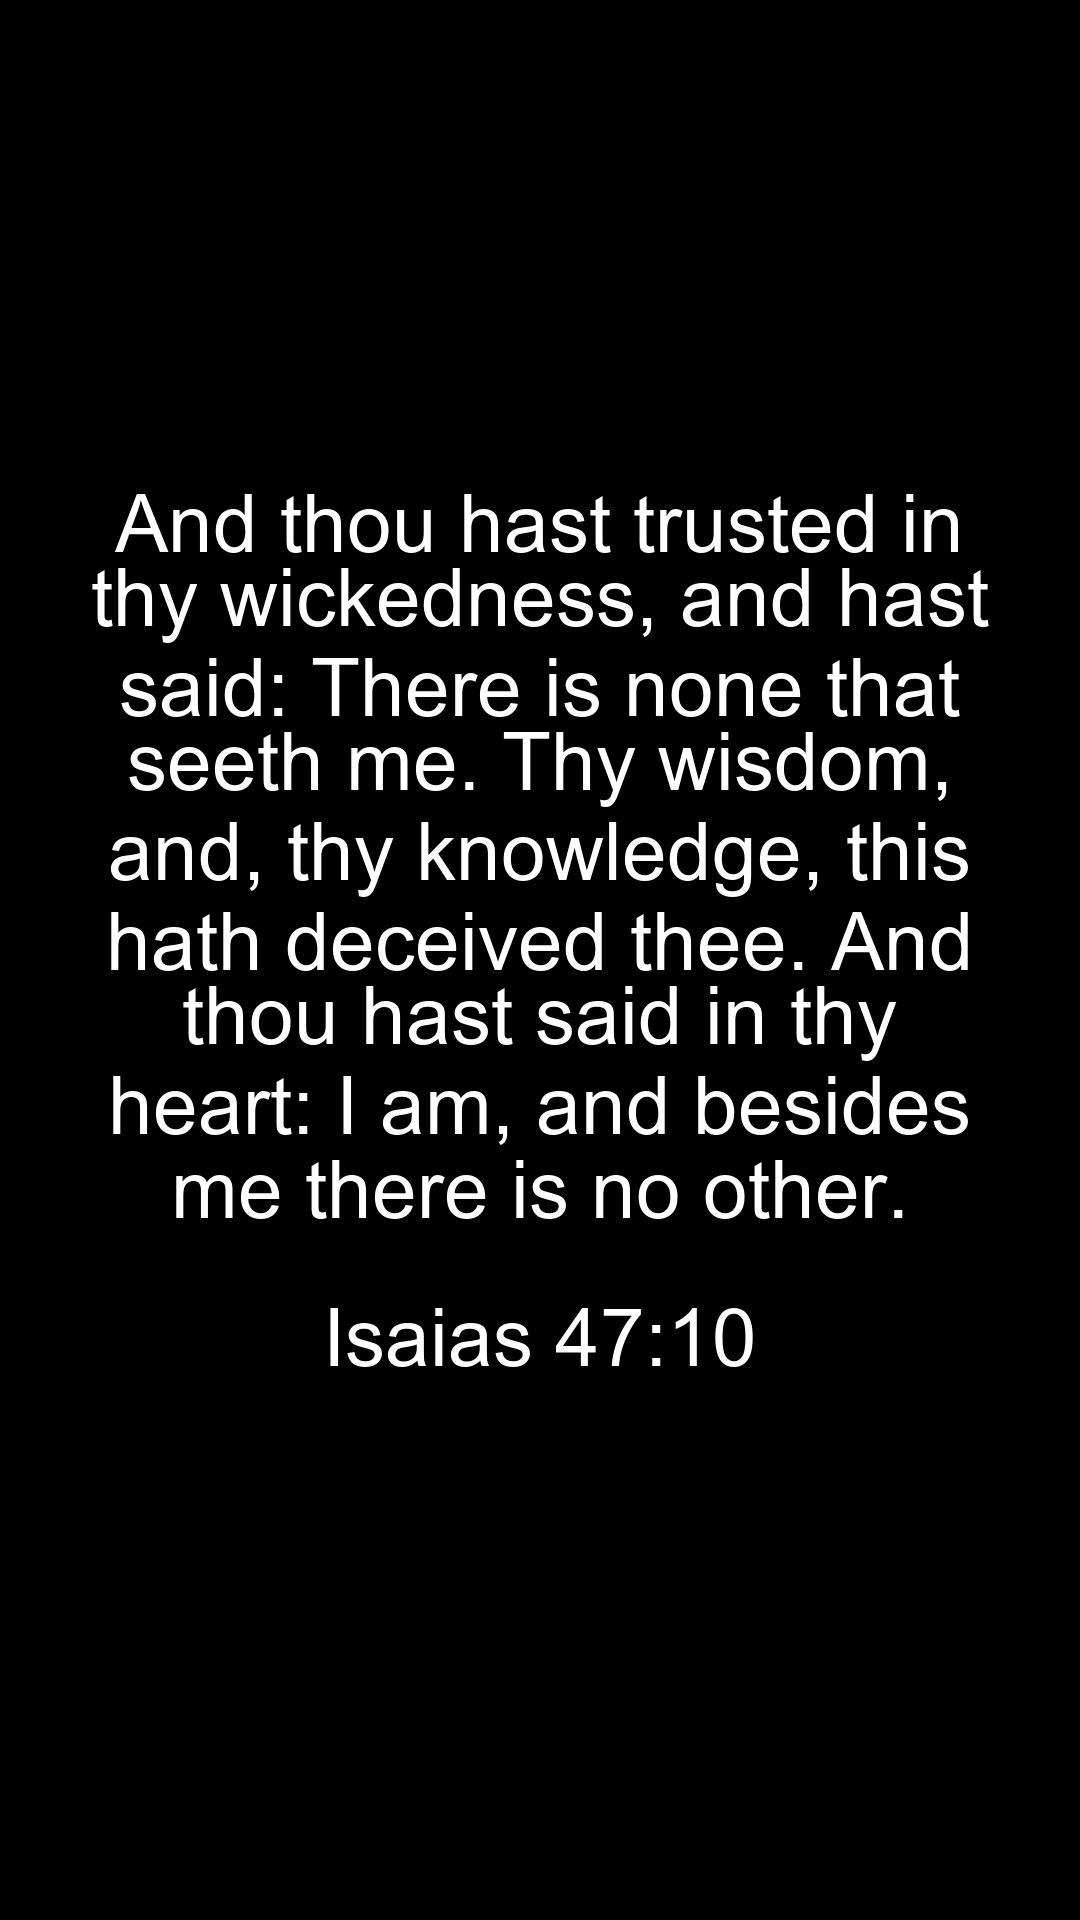 And thou hast trusted in
thy wickedness, and hast
said: There is none that
seeth me. Thy wisdom,
and, thy knowledge, this
hath deceived thee. And
thou hast said in thy
heart: I am, and besides
me there is no other.
Isaias 47:10